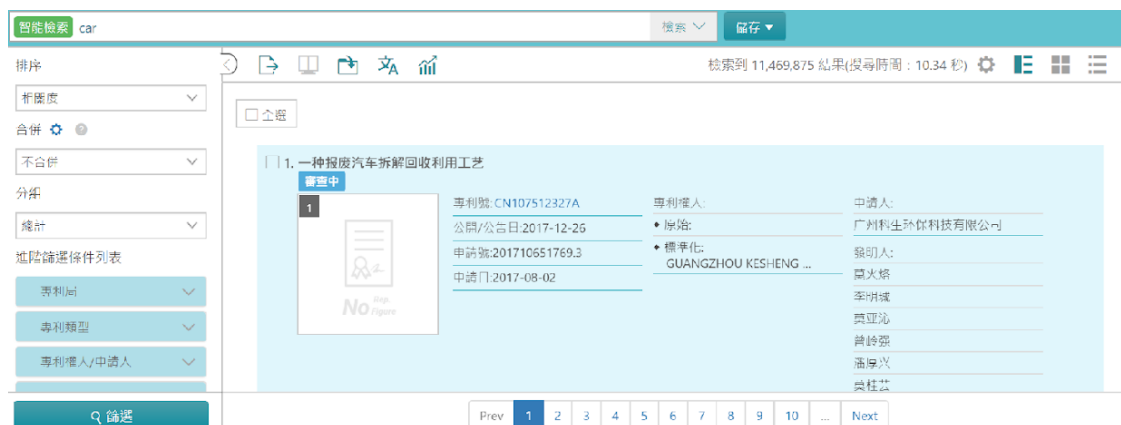 智能檢索 car 檢索 儲存
排序
檢索到 11,469,875 結果(搜尋時間：10.34 秒)
相關度
全選
合併
不合併
1. 一种报废汽车拆解回收利用工艺
審查中
分組
1
專利號:CN107512327A
專利權人:
申請人:
總計
公開/公告日:2017-12-26
◆ 原始:
广州科生环保科技有限公司
進階篩選條件列表
申請號:201710651769.3
◆ 標準化:
GUANGZHOU KESHENG ...
發明人:
申請日:2017-08-02
莫火烙
專利局
李明城
No Rep. Figure
專利類型
莫亚沁
曾岭强
專利權人/申請人
潘厚兴
莫桂芸
篩選
Prev 1 2 3 4 5 6 7 8 9 10 ... Next